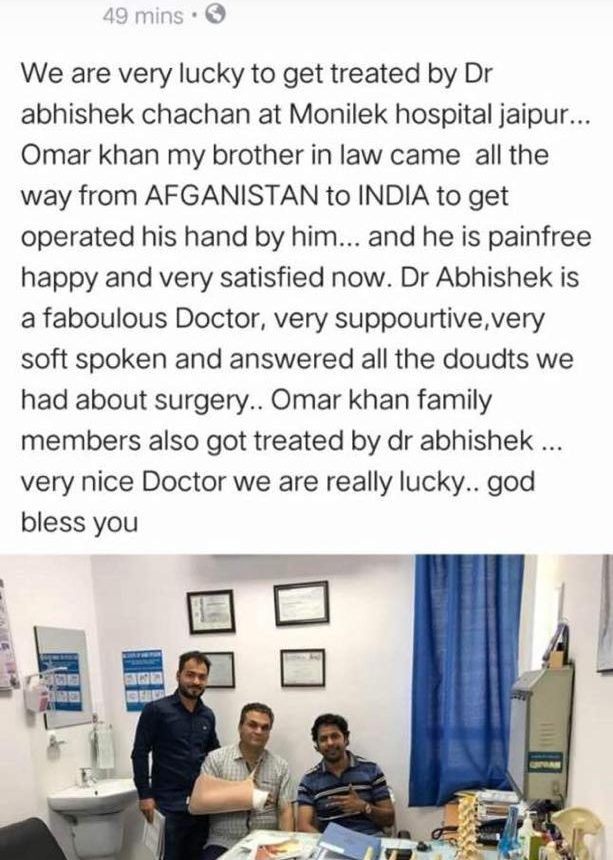 49 mins •
We are very lucky to get treated by Dr
abhishek chachan at Monilek hospital jaipur...
Omar khan my brother in law came all the
way from AFGANISTAN to INDIA to get
operated his hand by him... and he is painfree
happy and very satisfied now. Dr Abhishek is
a faboulous Doctor, very suppourtive,very
soft spoken and answered all the doudts we
had about surgery.. Omar khan family
members also got treated by dr abhishek ...
very nice Doctor we are really lucky.. god
bless you